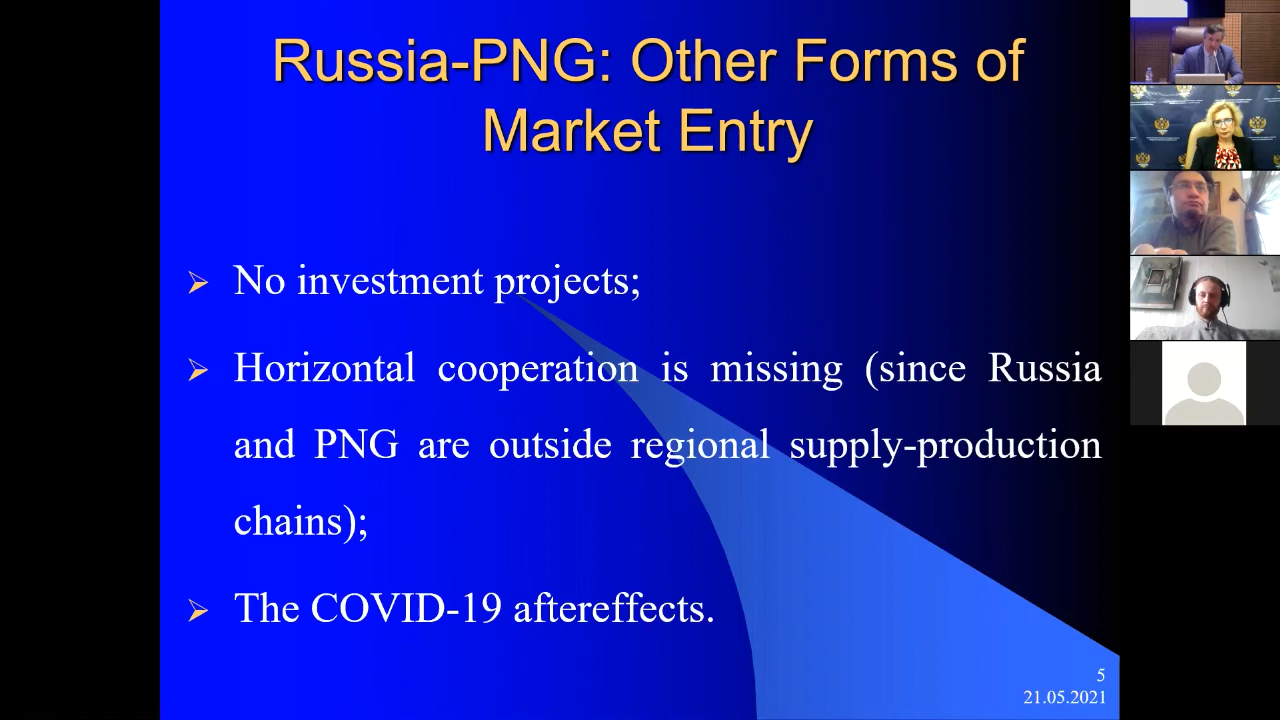 Russia-PNG: Other Forms of
Market Entry
No investment projects;
Horizontal cooperation is missing (since Russia
and PNG are outside regional supply-production
chains);
The COVID-19 aftereffects.
5
21.05.2021